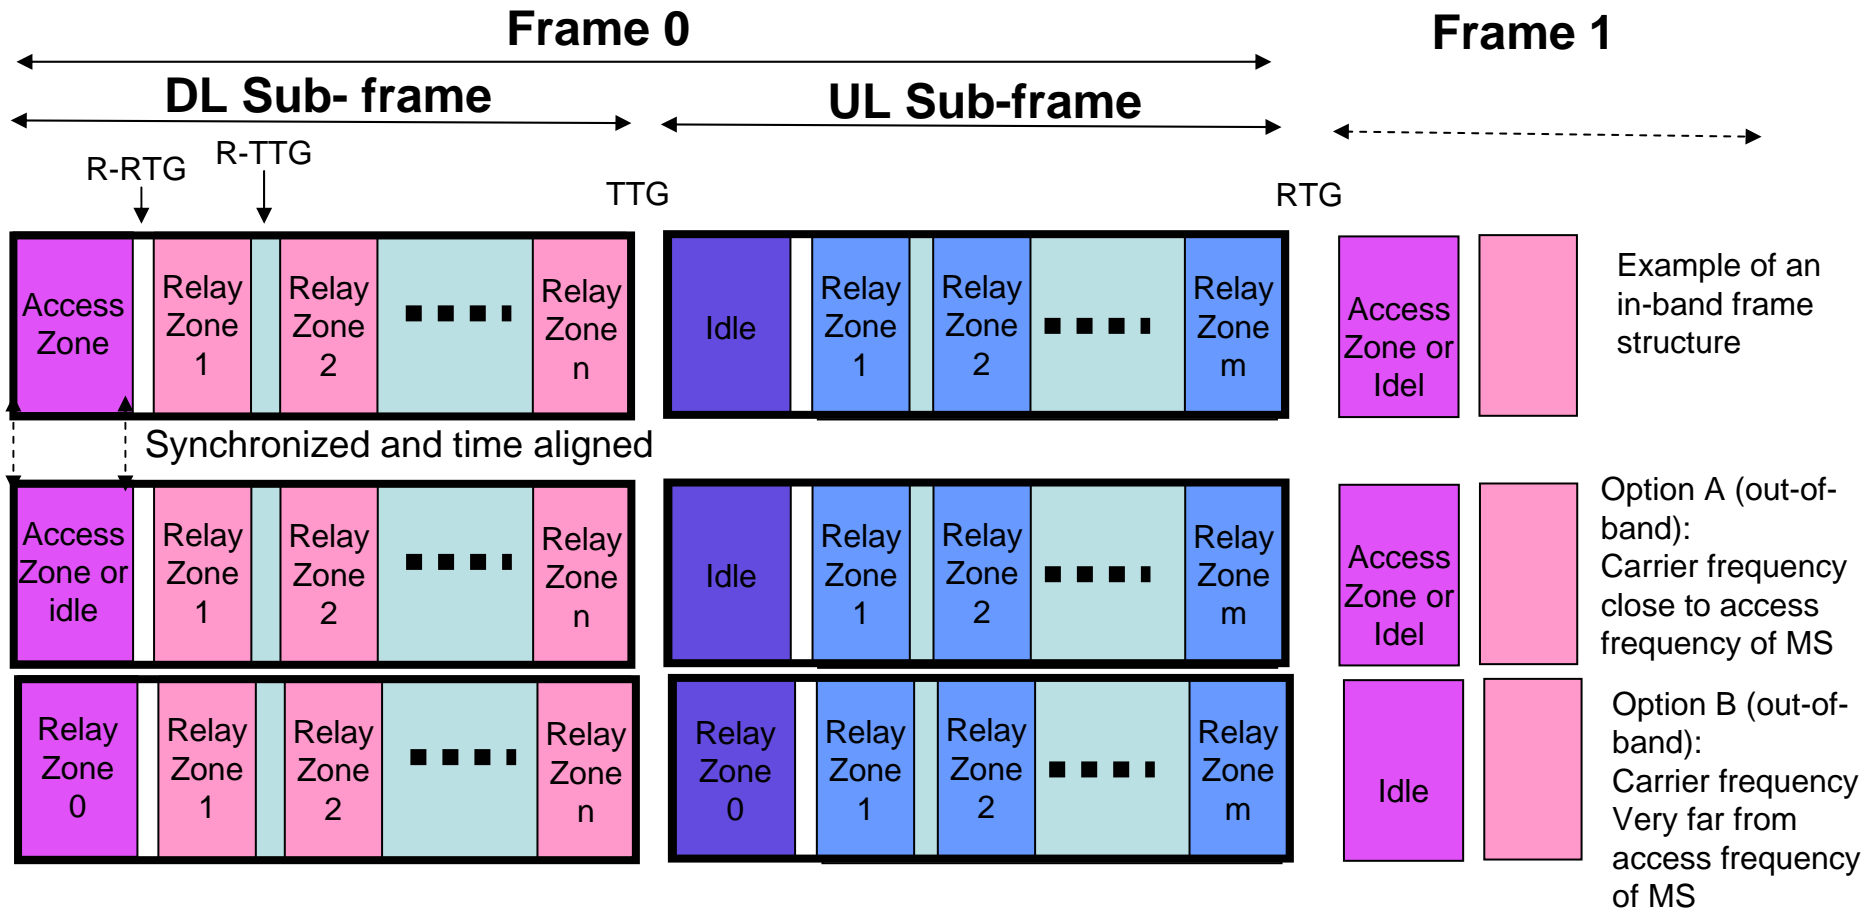 Frame 0
Frame 1
DL Sub- frame
UL Sub-frame
R-RTG
R-TTG
TTG
RTG
Access
Zone
Relay
Zone
1
Relay
Zone
2
Relay
Zone
n
Idle
Relay
Zone
1
Relay
Zone
2
Relay
Zone
m
Access
Zone or
Idel
Example of an
in-band frame
structure
Synchronized and time aligned
Access
Zone or
idle
Relay
Zone
1
Relay
Zone
2
Relay
Zone
n
Idle
Relay
Zone
1
Relay
Zone
2
Relay
Zone
m
Access
Zone or
Idel
Option A (out-of-
band):
Carrier frequency
close to access
frequency of MS
Relay
Zone
0
Relay
Zone
1
Relay
Zone
2
Relay
Zone
n
Relay
Zone
0
Relay
Zone
1
Relay
Zone
2
Relay
Zone
m
Idle
Option B (out-of-
band):
Carrier frequency
Very far from
access frequency
of MS